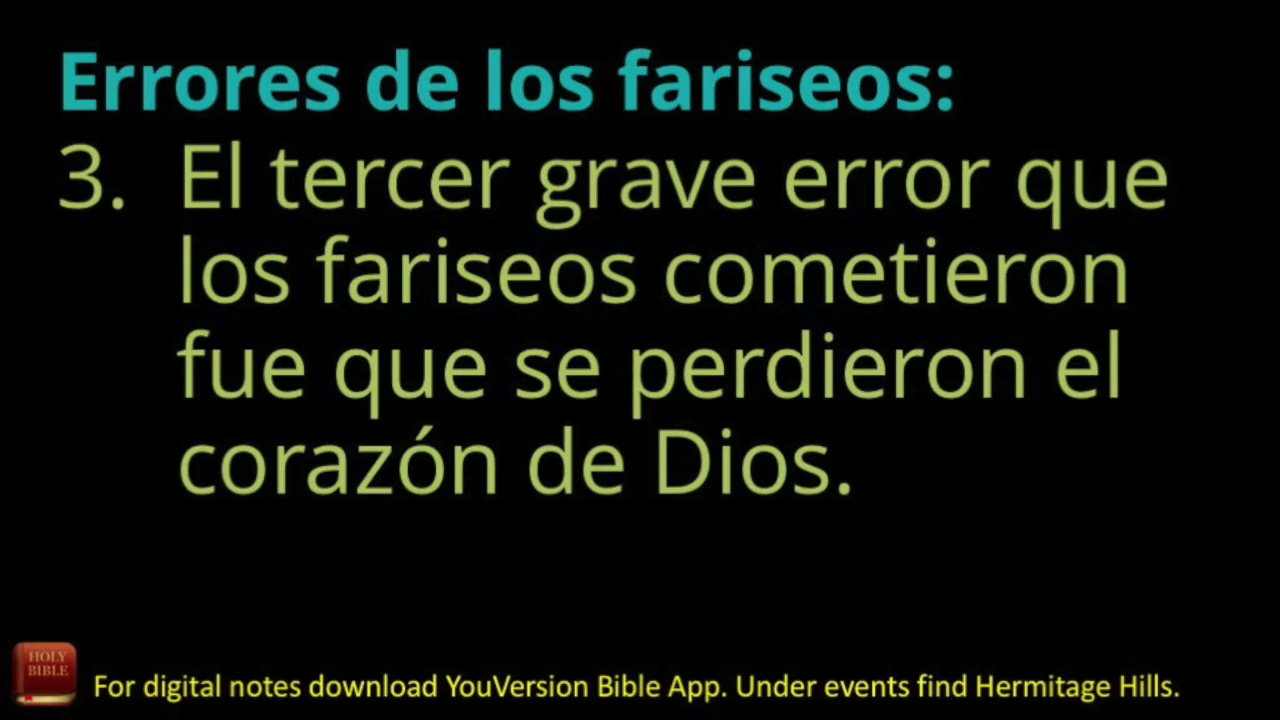 Errores de los fariseos:
3. El tercer grave error que
los fariseos cometieron
fue que se perdieron el
corazón de Dios.
HOLY
BIBLE
For digital notes download YouVersion Bible App. Under events find Hermitage Hills.